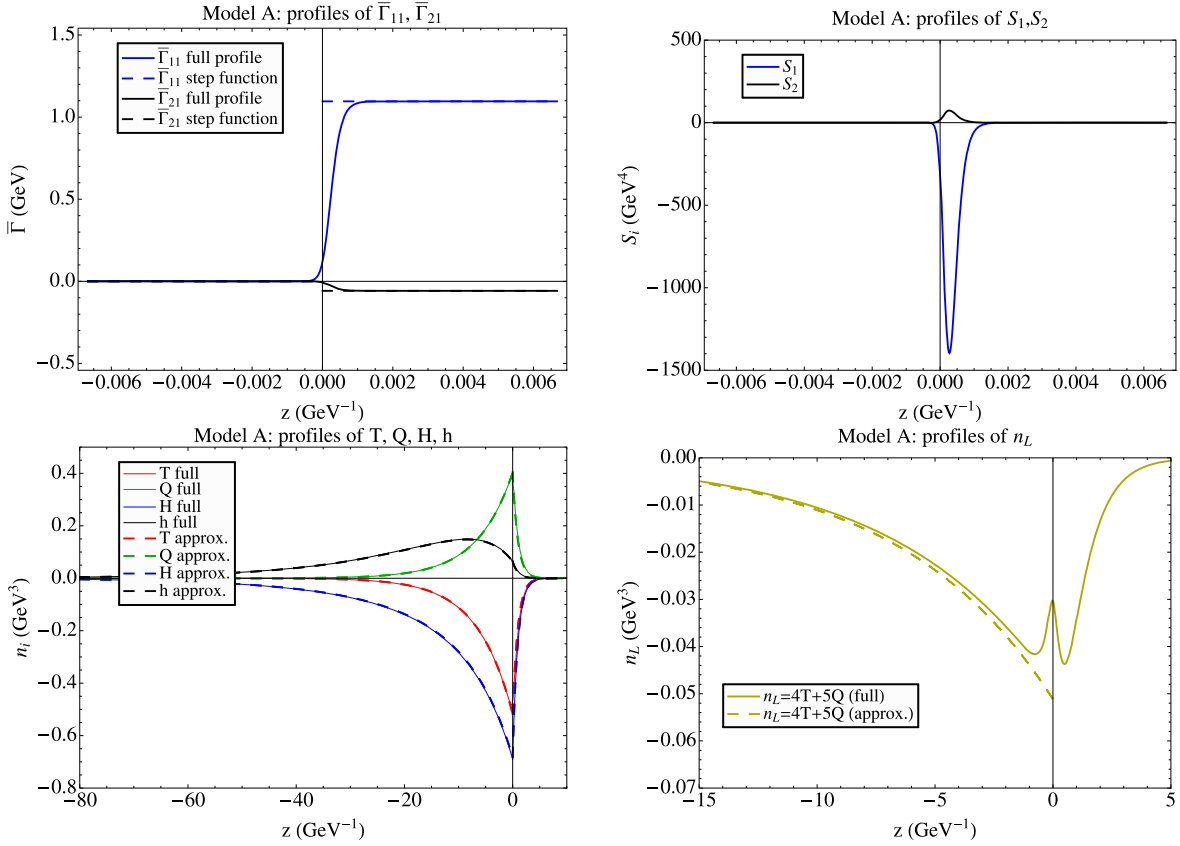 Model A: profiles of Γ̅₁₁, Γ̅₂₁
Γ̅₁₁ full profile
Γ̅₁₁ step function
Γ̅₂₁ full profile
Γ̅₂₁ step function
1.5
1.0
0.5
0.0
−0.5
Γ̅ (GeV)
−0.006 −0.004 −0.002 0.000 0.002 0.004 0.006
z (GeV⁻¹)
Model A: profiles of S₁,S₂
S₁
S₂
500
0
−500
−1000
−1500
Sᵢ (GeV⁴)
−0.006 −0.004 −0.002 0.000 0.002 0.004 0.006
z (GeV⁻¹)
Model A: profiles of T, Q, H, h
T full
Q full
H full
h full
T approx.
Q approx.
H approx.
h approx.
0.4
0.2
0.0
−0.2
−0.4
−0.6
−0.8
nᵢ (GeV³)
−80 −60 −40 −20 0
z (GeV⁻¹)
Model A: profiles of n_L
0.00
−0.01
−0.02
−0.03
−0.04
−0.05
−0.06
−0.07
n_L (GeV³)
n_L=4T+5Q (full)
n_L=4T+5Q (approx.)
−15 −10 −5 0 5
z (GeV⁻¹)